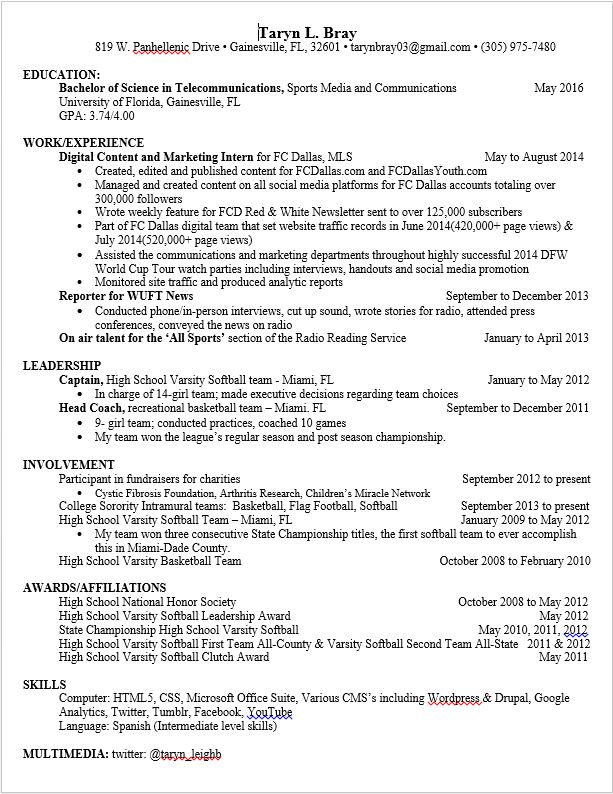 Taryn L. Bray
819 W. Panhellenic Drive • Gainesville, FL, 32601 • tarynbray03@gmail.com • (305) 975-7480
EDUCATION:
Bachelor of Science in Telecommunications, Sports Media and Communications May 2016
University of Florida, Gainesville, FL
GPA: 3.74/4.00
WORK/EXPERIENCE
Digital Content and Marketing Intern for FC Dallas, MLS May to August 2014
• Created, edited and published content for FCDallas.com and FCDallasYouth.com
• Managed and created content on all social media platforms for FC Dallas accounts totaling over
300,000 followers
• Wrote weekly feature for FCD Red & White Newsletter sent to over 125,000 subscribers
• Part of FC Dallas digital team that set website traffic records in June 2014(420,000+ page views) &
July 2014(520,000+ page views)
• Assisted the communications and marketing departments throughout highly successful 2014 DFW
World Cup Tour watch parties including interviews, handouts and social media promotion
• Monitored site traffic and produced analytic reports
Reporter for WUFT News September to December 2013
• Conducted phone/in-person interviews, cut up sound, wrote stories for radio, attended press
conferences, conveyed the news on radio
On air talent for the ‘All Sports’ section of the Radio Reading Service January to April 2013
LEADERSHIP
Captain, High School Varsity Softball team - Miami, FL January to May 2012
• In charge of 14-girl team; made executive decisions regarding team choices
Head Coach, recreational basketball team – Miami. FL September to December 2011
• 9- girl team; conducted practices, coached 10 games
• My team won the league’s regular season and post season championship.
INVOLVEMENT
Participant in fundraisers for charities September 2012 to present
• Cystic Fibrosis Foundation, Arthritis Research, Children’s Miracle Network
College Sorority Intramural teams: Basketball, Flag Football, Softball September 2013 to present
High School Varsity Softball Team – Miami, FL January 2009 to May 2012
• My team won three consecutive State Championship titles, the first softball team to ever accomplish
this in Miami-Dade County.
High School Varsity Basketball Team October 2008 to February 2010
AWARDS/AFFILIATIONS
High School National Honor Society October 2008 to May 2012
High School Varsity Softball Leadership Award May 2012
State Championship High School Varsity Softball May 2010, 2011, 2012
High School Varsity Softball First Team All-County & Varsity Softball Second Team All-State 2011 & 2012
High School Varsity Softball Clutch Award May 2011
SKILLS
Computer: HTML5, CSS, Microsoft Office Suite, Various CMS’s including Wordpress & Drupal, Google
Analytics, Twitter, Tumblr, Facebook, YouTube
Language: Spanish (Intermediate level skills)
MULTIMEDIA: twitter: @taryn_leighb